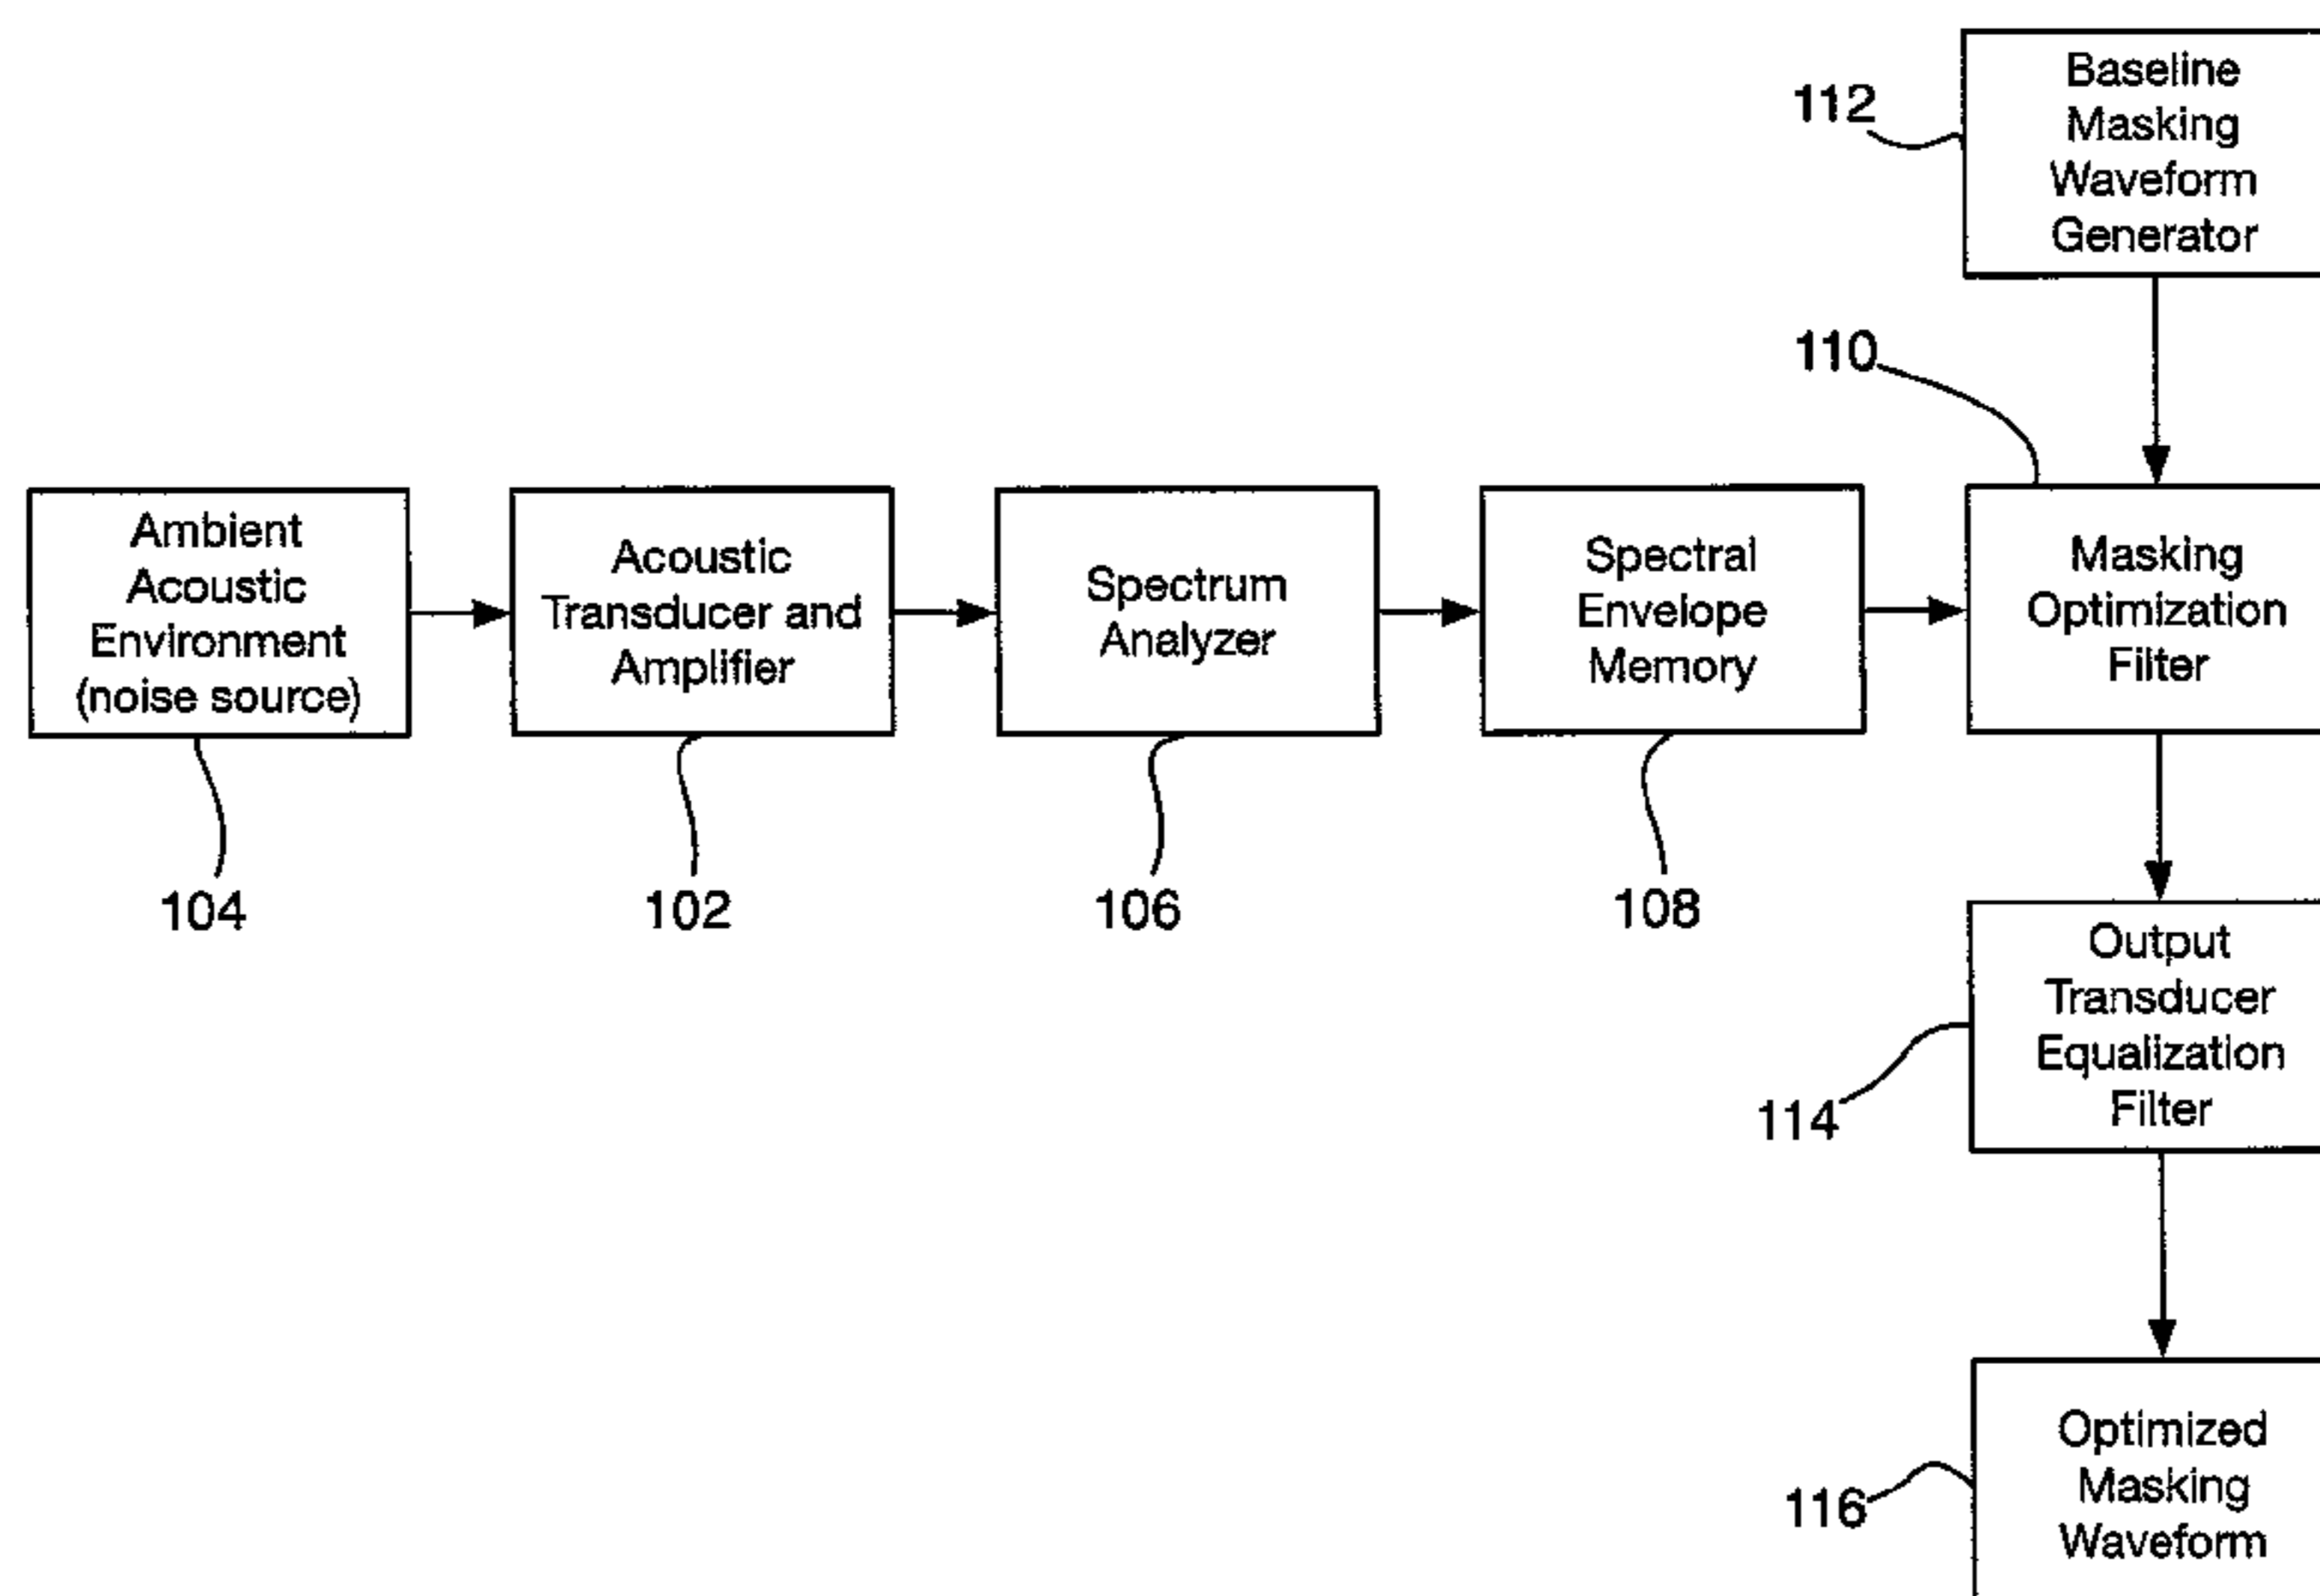 Baseline
Masking
Waveform
Generator
112
110
Ambient
Acoustic
Environment
(noise source)
Acoustic
Transducer and
Amplifier
Spectrum
Analyzer
Spectral
Envelope
Memory
Masking
Optimization
Filter
104
102
106
108
Output
Transducer
Equalization
Filter
114
Optimized
Masking
Waveform
116